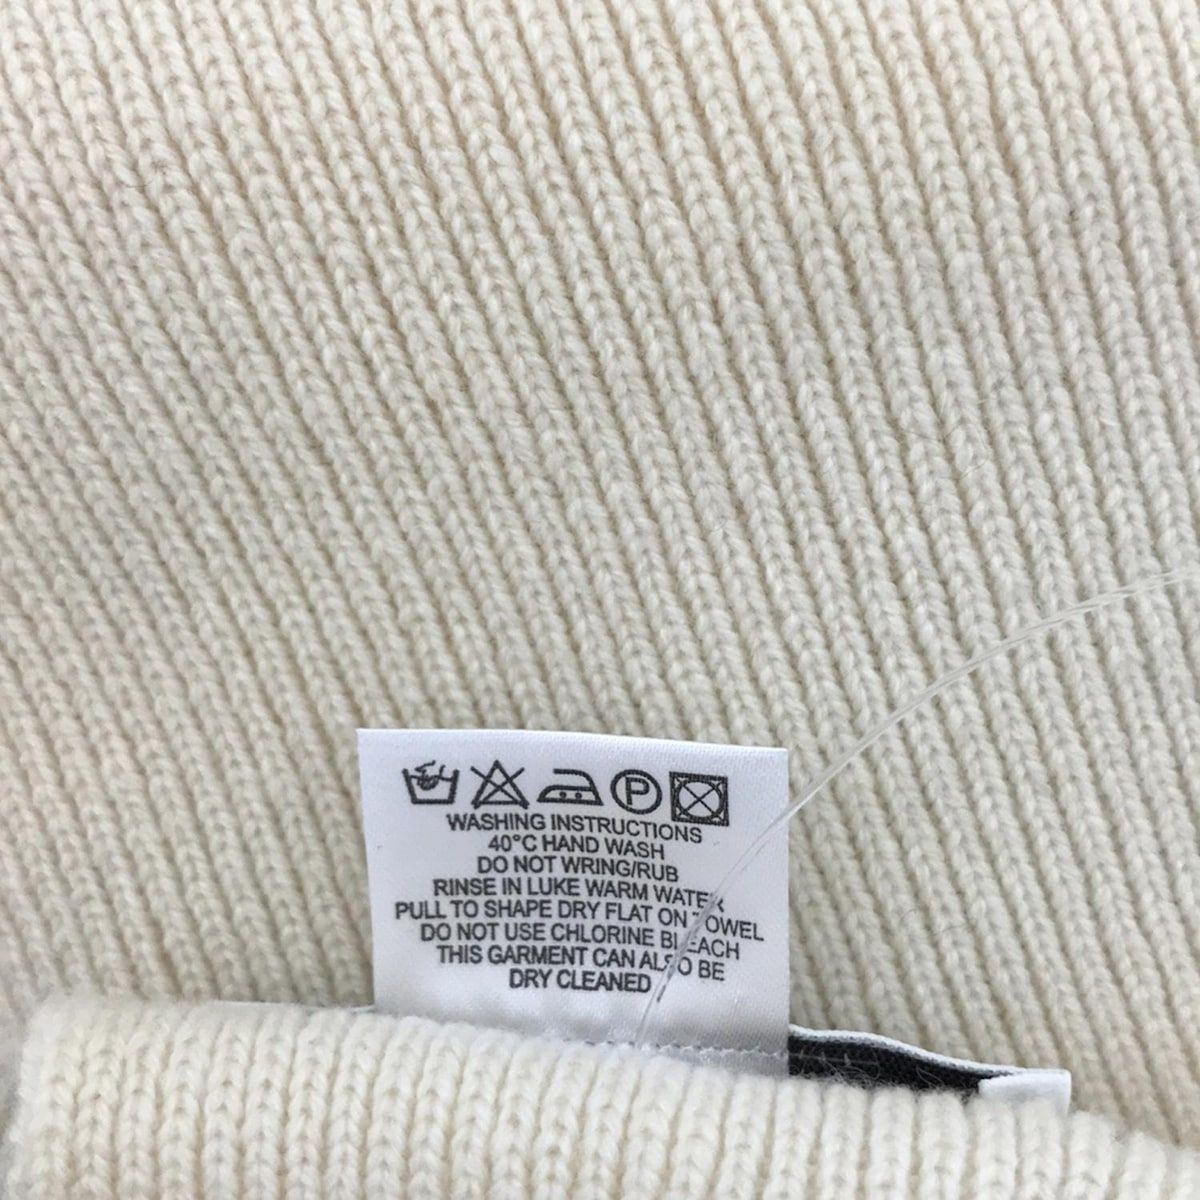 P
WASHING INSTRUCTIONS
40°C HAND WASH
DO NOT WRING/RUB
RINSE IN LUKE WARM WATER
PULL TO SHAPE DRY FLAT ON TOWEL
DO NOT USE CHLORINE BLEACH
THIS GARMENT CAN ALSO BE
DRY CLEANED